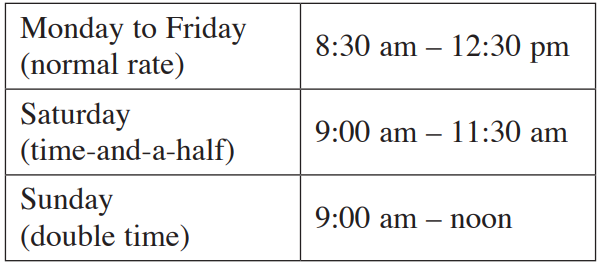 Monday to Friday
(normal rate)
8:30 am – 12:30 pm
Saturday
(time-and-a-half)
9:00 am – 11:30 am
Sunday
(double time)
9:00 am – noon